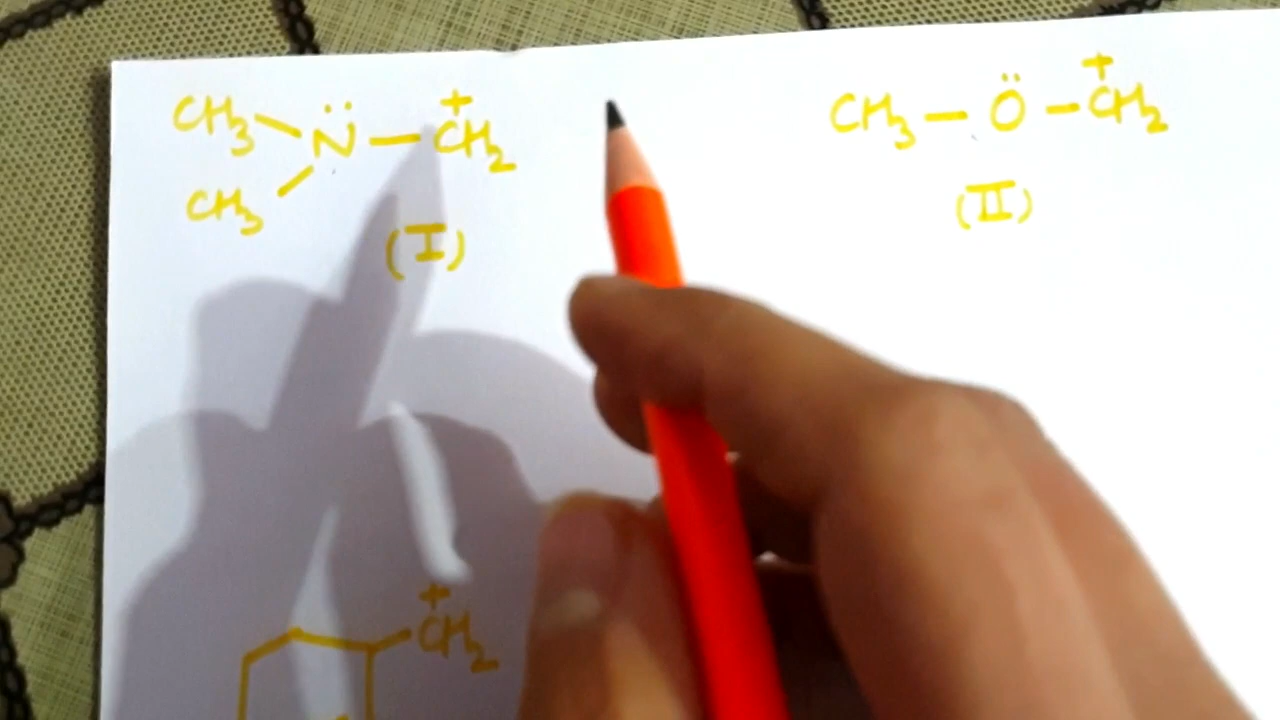 CH3 CH3 — N̈ — C⁺H2
(I)
CH3 — Ö — C⁺H2
(II)
C⁺H2